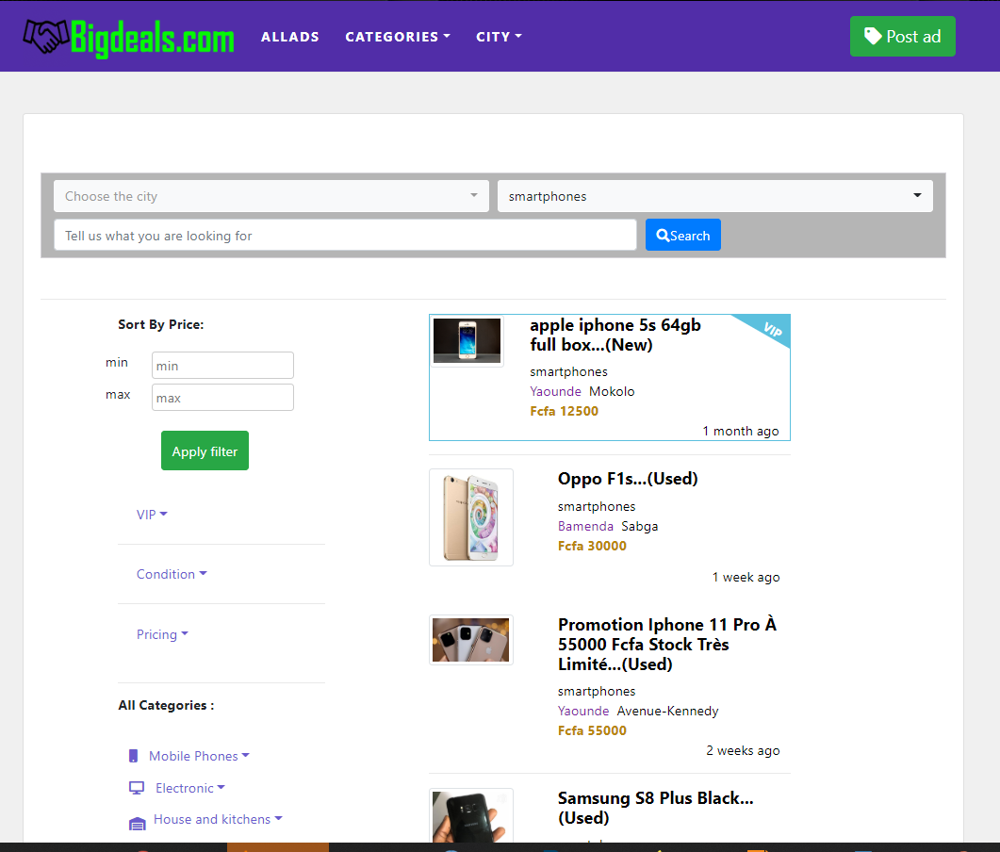 Bigdeals.com
ALLADS
CATEGORIES
CITY
Post ad
Choose the city
smartphones
Tell us what you are looking for
Search
Sort By Price:
min
min
max
max
Apply filter
VIP
Condition
Pricing
All Categories :
Mobile Phones
Electronic
House and kitchens
apple iphone 5s 64gb
full box...(New)
VIP
smartphones
Yaounde Mokolo
Fcfa 12500
1 month ago
Oppo F1s...(Used)
smartphones
Bamenda Sabga
Fcfa 30000
1 week ago
Promotion Iphone 11 Pro À
55000 Fcfa Stock Très
Limité...(Used)
smartphones
Yaounde Avenue-Kennedy
Fcfa 55000
2 weeks ago
Samsung S8 Plus Black...
(Used)